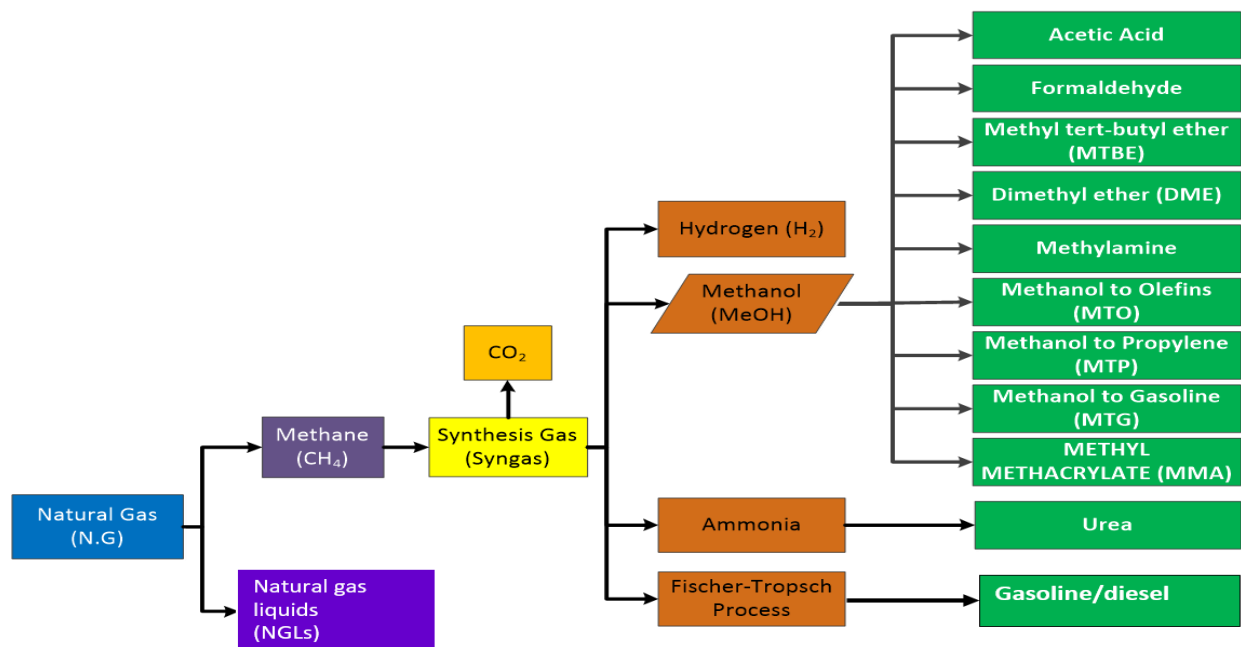 Acetic Acid
Formaldehyde
Methyl tert-butyl ether
(MTBE)
Dimethyl ether (DME)
Hydrogen (H₂)
Methylamine
Methanol
(MeOH)
Methanol to Olefins
(MTO)
CO₂
Methanol to Propylene
(MTP)
Methanol to Gasoline
(MTG)
Methane
(CH₄)
Synthesis Gas
(Syngas)
METHYL
METHACRYLATE (MMA)
Natural Gas
(N.G)
Ammonia
Urea
Natural gas
liquids
(NGLs)
Fischer-Tropsch
Process
Gasoline/diesel